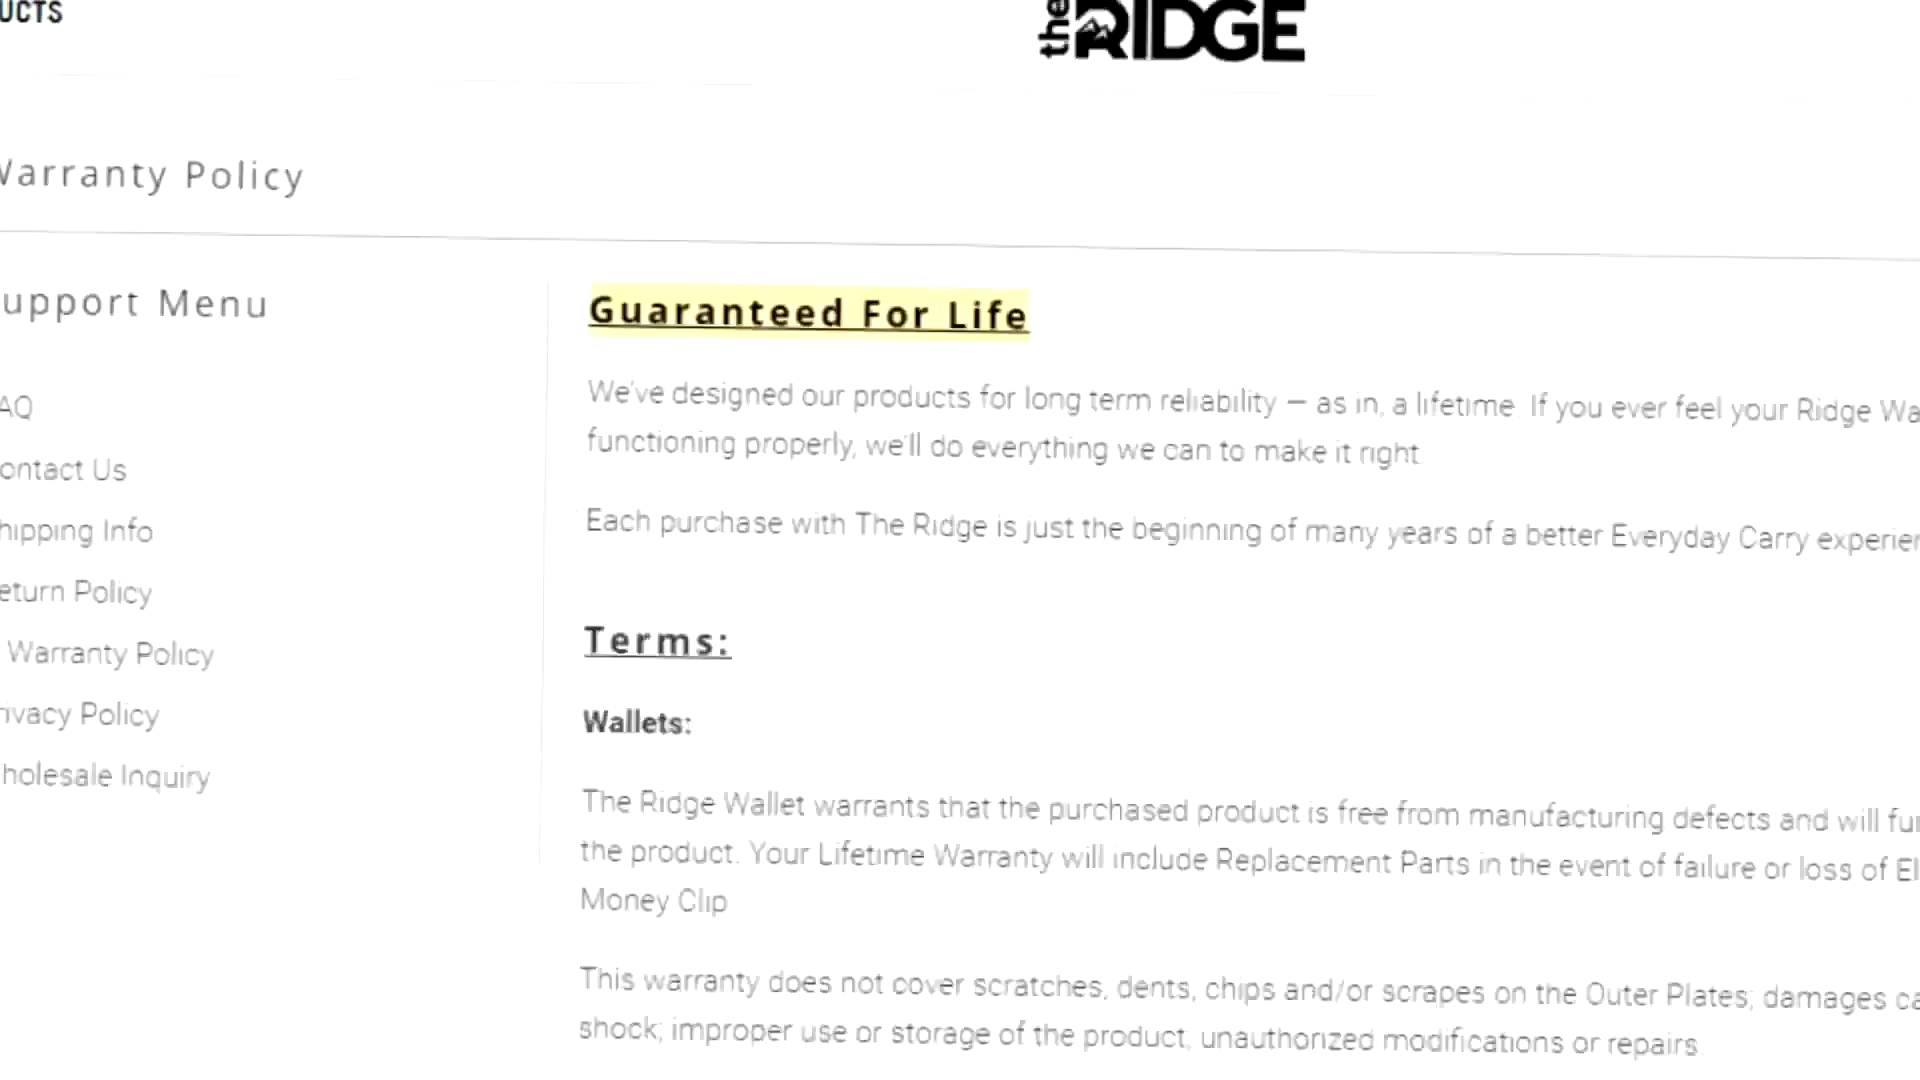 UCTS
the RIDGE
Warranty Policy
upport Menu
AQ
ontact Us
hipping Info
eturn Policy
Warranty Policy
rivacy Policy
holesale Inquiry
Guaranteed For Life
We've designed our products for long term reliability — as in, a lifetime. If you ever feel your Ridge Wa
functioning properly, we'll do everything we can to make it right.
Each purchase with The Ridge is just the beginning of many years of a better Everyday Carry experien
Terms:
Wallets:
The Ridge Wallet warrants that the purchased product is free from manufacturing defects and will fun
the product. Your Lifetime Warranty will include Replacement Parts in the event of failure or loss of El
Money Clip
This warranty does not cover scratches, dents, chips and/or scrapes on the Outer Plates; damages ca
shock; improper use or storage of the product; unauthorized modifications or repairs.